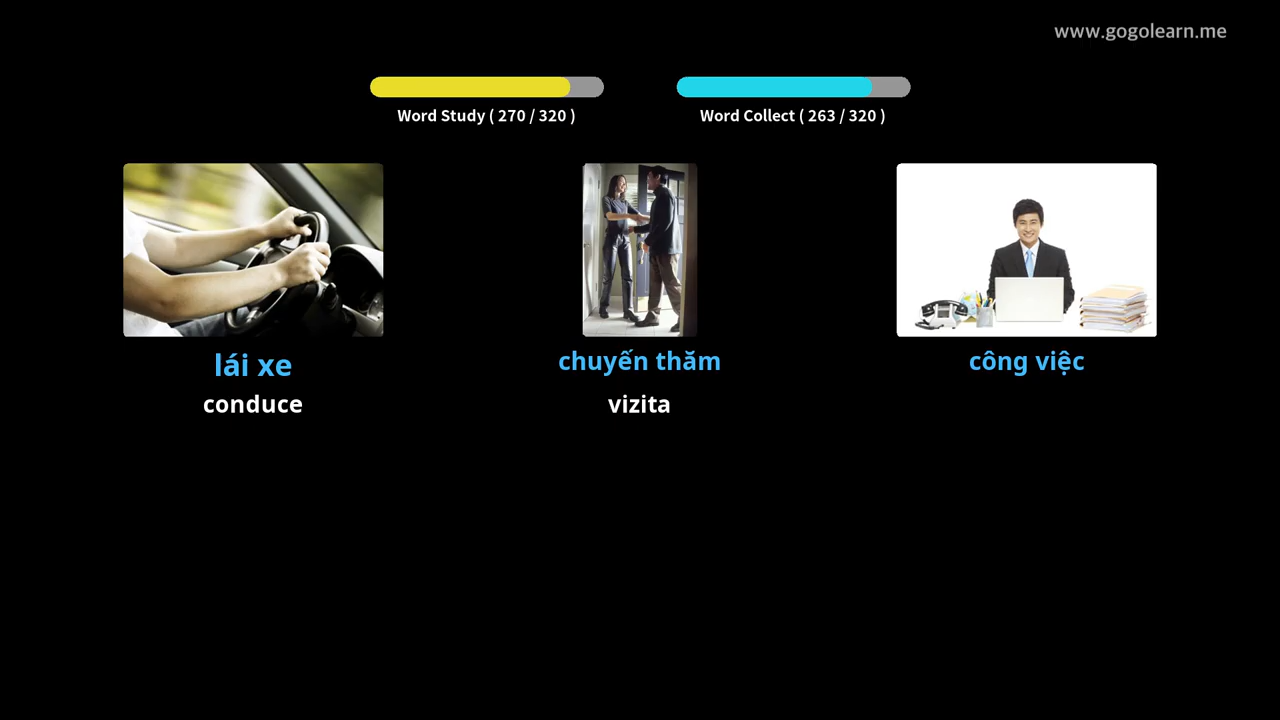 www.gogolearn.me
Word Study ( 270 / 320 )
Word Collect ( 263 / 320 )
lái xe
chuyến thăm
công việc
conduce
vizita